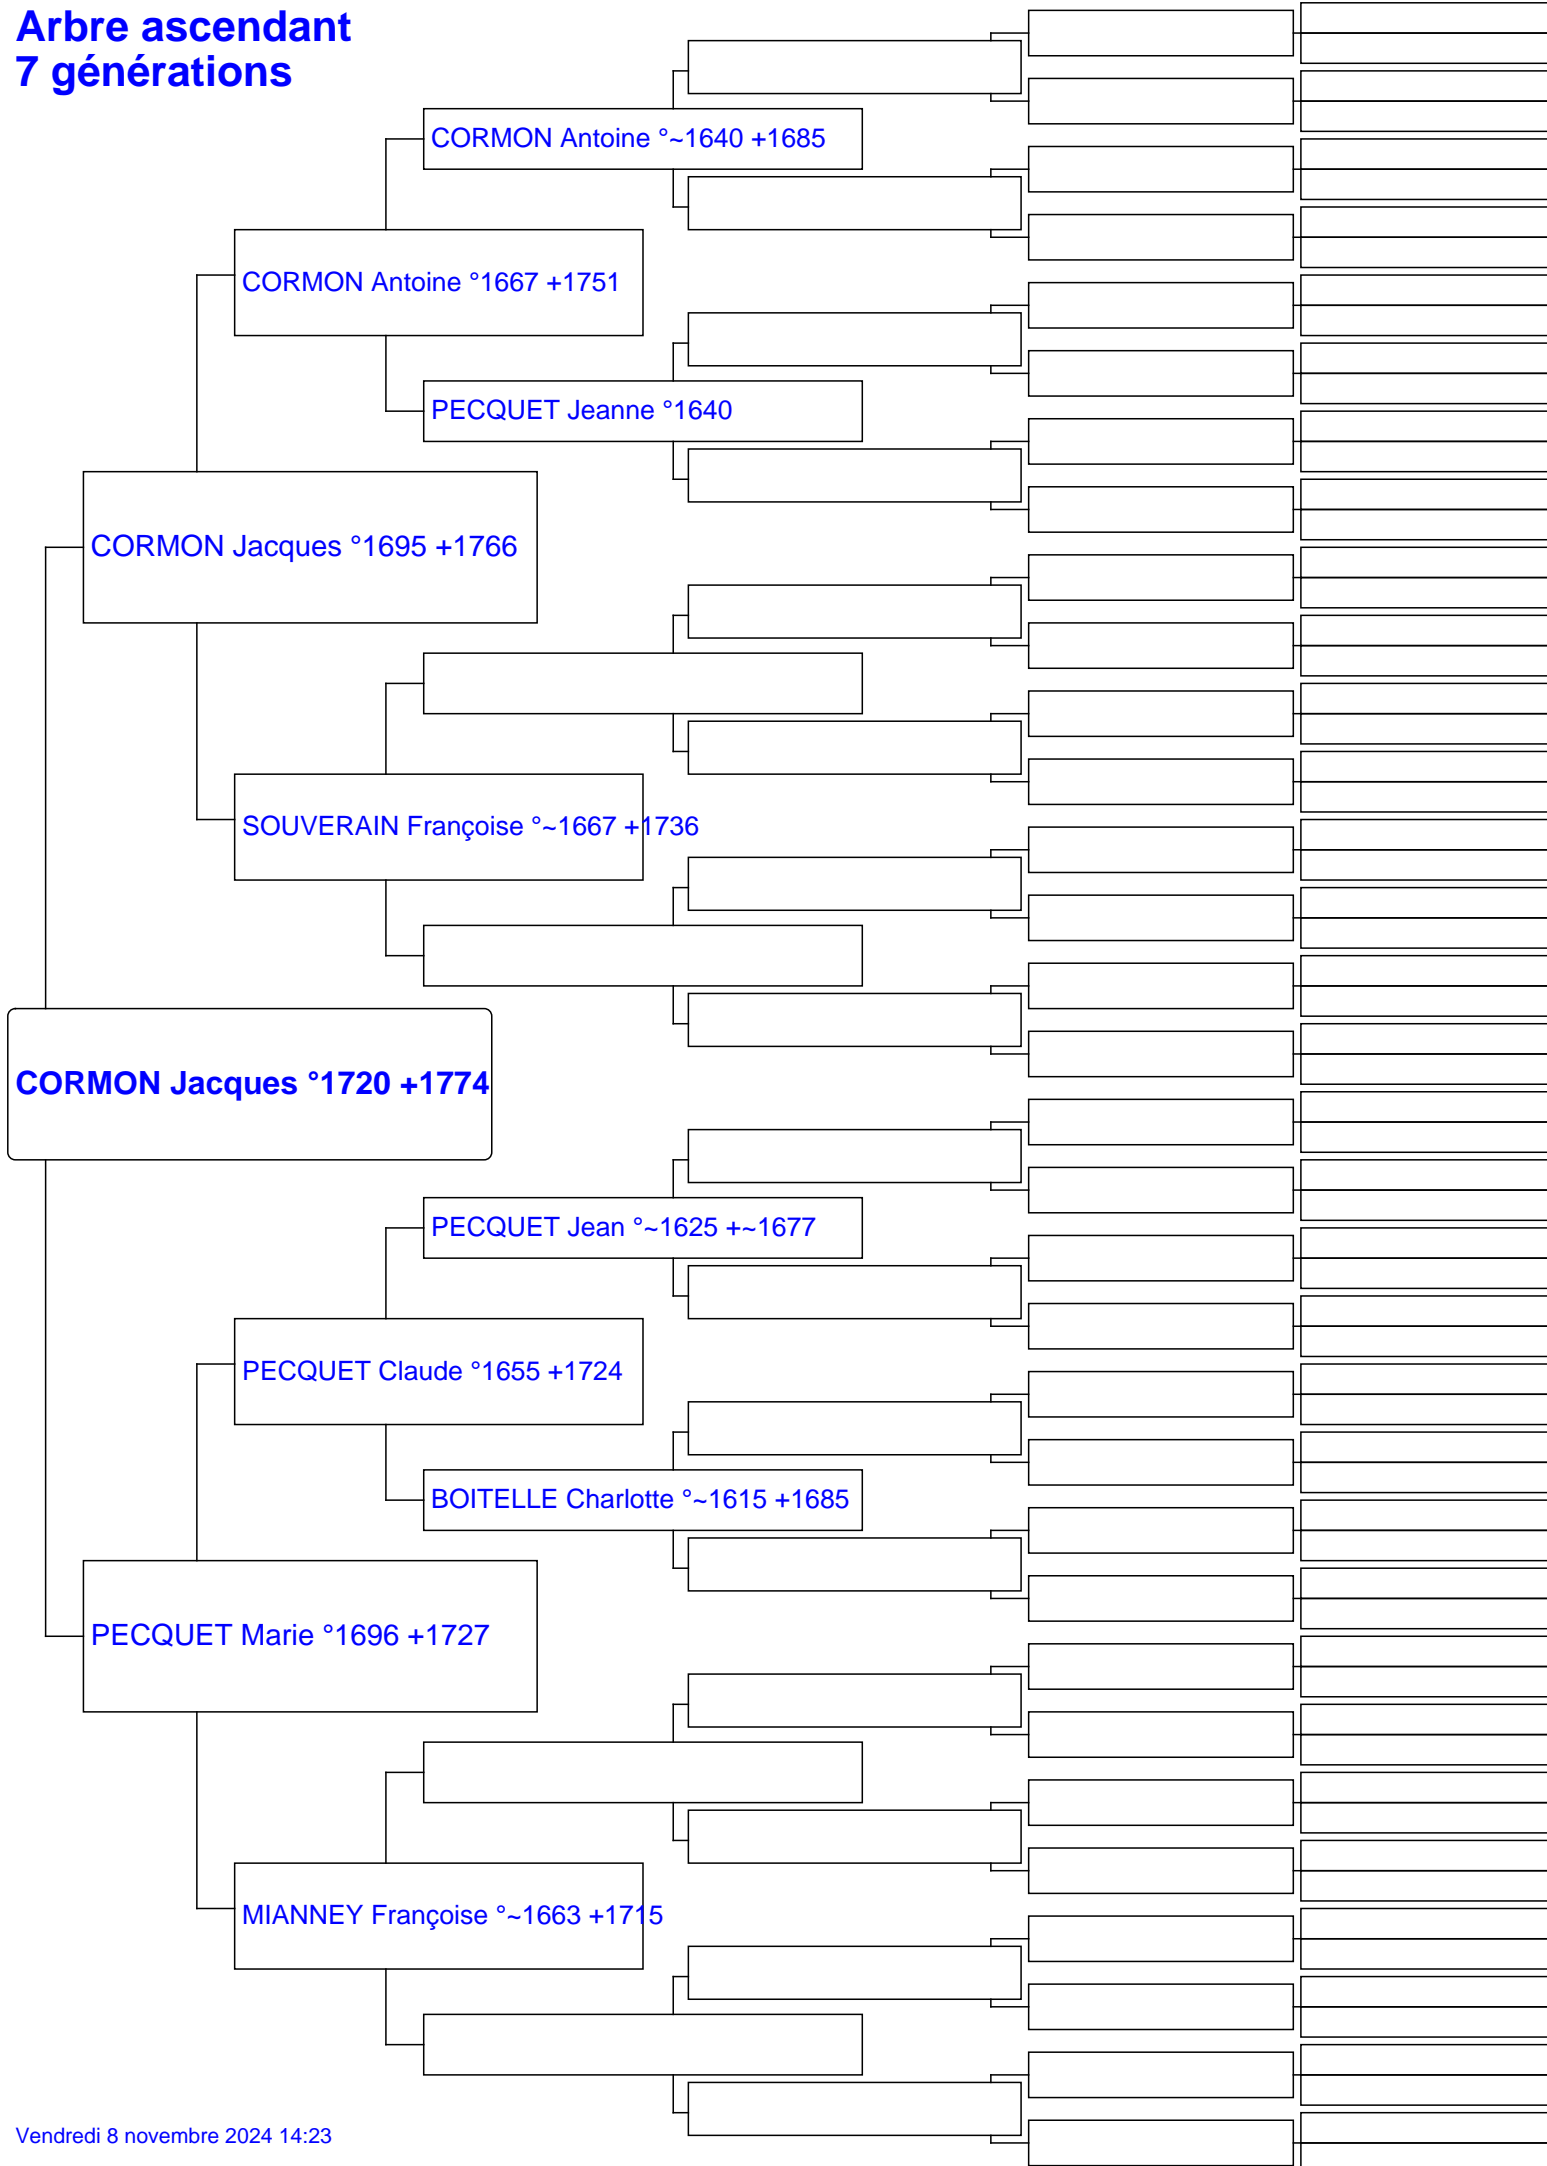 Arbre ascendant
7 générations
CORMON Antoine °~1640 +1685
CORMON Antoine °1667 +1751
PECQUET Jeanne °1640
CORMON Jacques °1695 +1766
SOUVERAIN Françoise °~1667 +1736
CORMON Jacques °1720 +1774
PECQUET Jean °~1625 +~1677
PECQUET Claude °1655 +1724
BOITELLE Charlotte °~1615 +1685
PECQUET Marie °1696 +1727
MIANNEY Françoise °~1663 +1715
Vendredi 8 novembre 2024 14:23